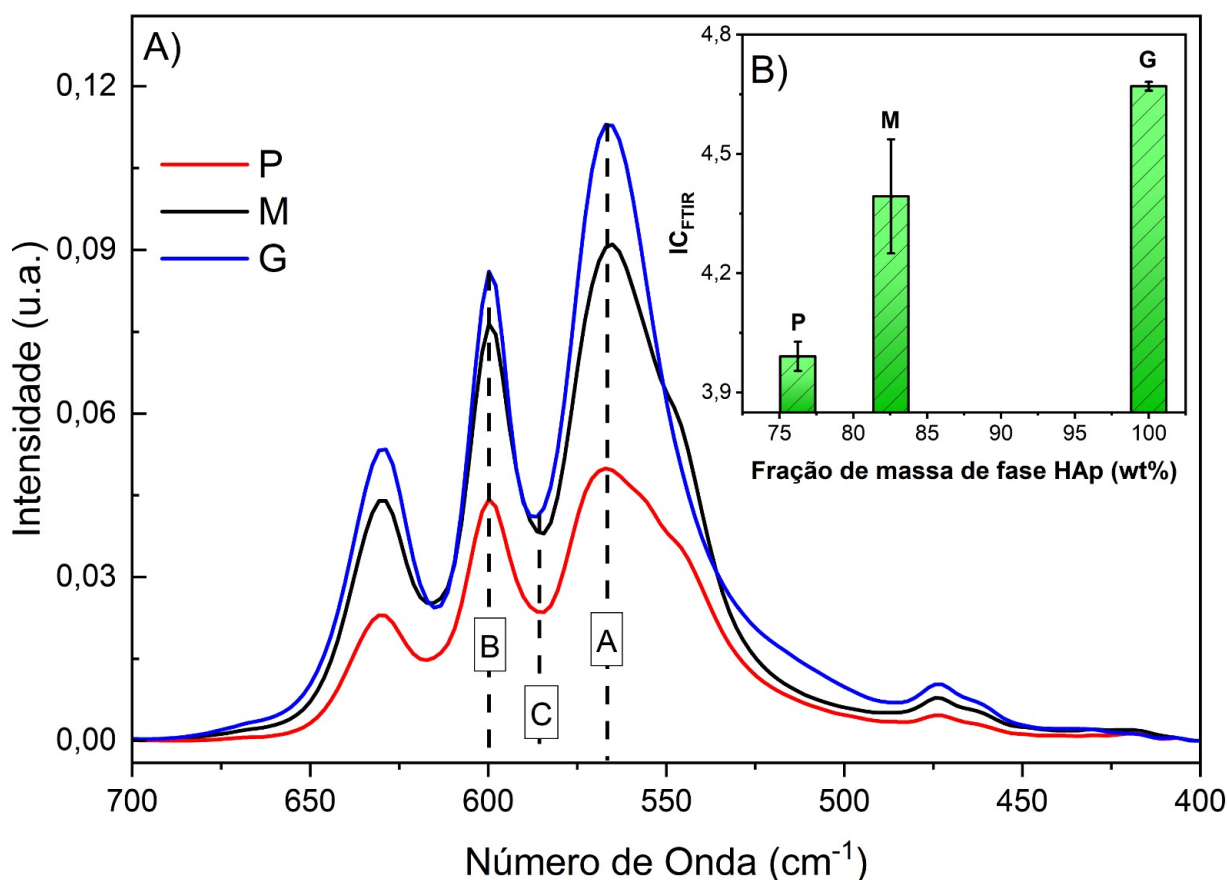 A)
0,12
0,09
0,06
0,03
0,00
Intensidade (u.a.)
P
M
G
B
C
A
700
650
600
550
500
450
400
Número de Onda (cm⁻¹)
B)
4,8
4,5
4,2
3,9
IC_FTIR
P
M
G
75
80
85
90
95
100
Fração de massa de fase HAp (wt%)